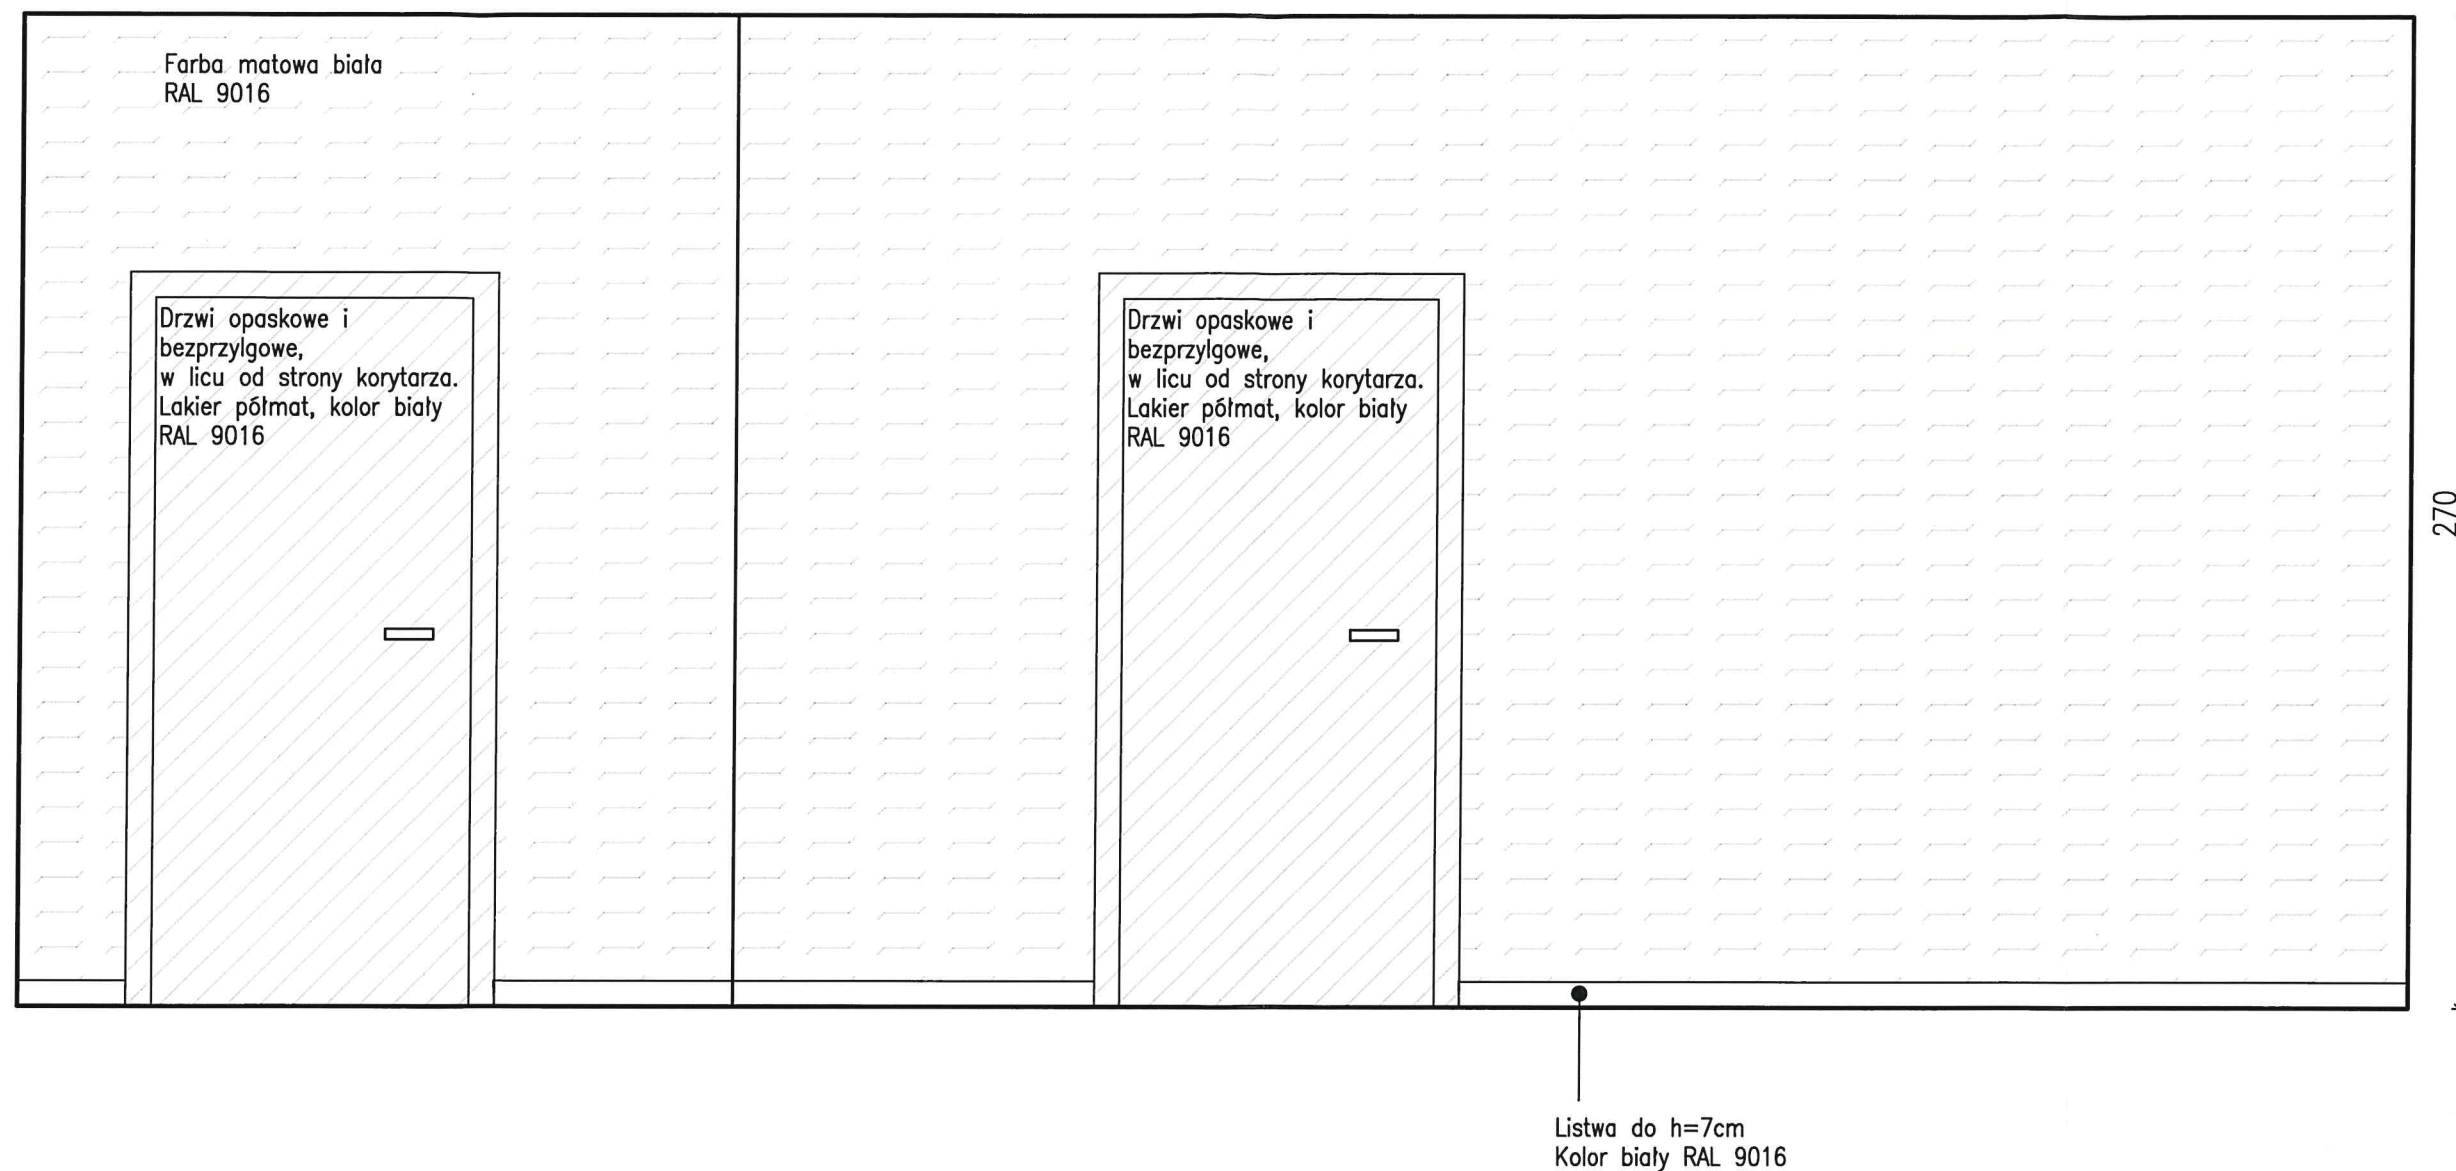 Farba matowa biała
RAL 9016
Drzwi opaskowe i
bezprzylgowe,
w licu od strony korytarza.
Lakier półmat, kolor biały
RAL 9016
Drzwi opaskowe i
bezprzylgowe,
w licu od strony korytarza.
Lakier półmat, kolor biały
RAL 9016
270
Listwa do h=7cm
Kolor biały RAL 9016